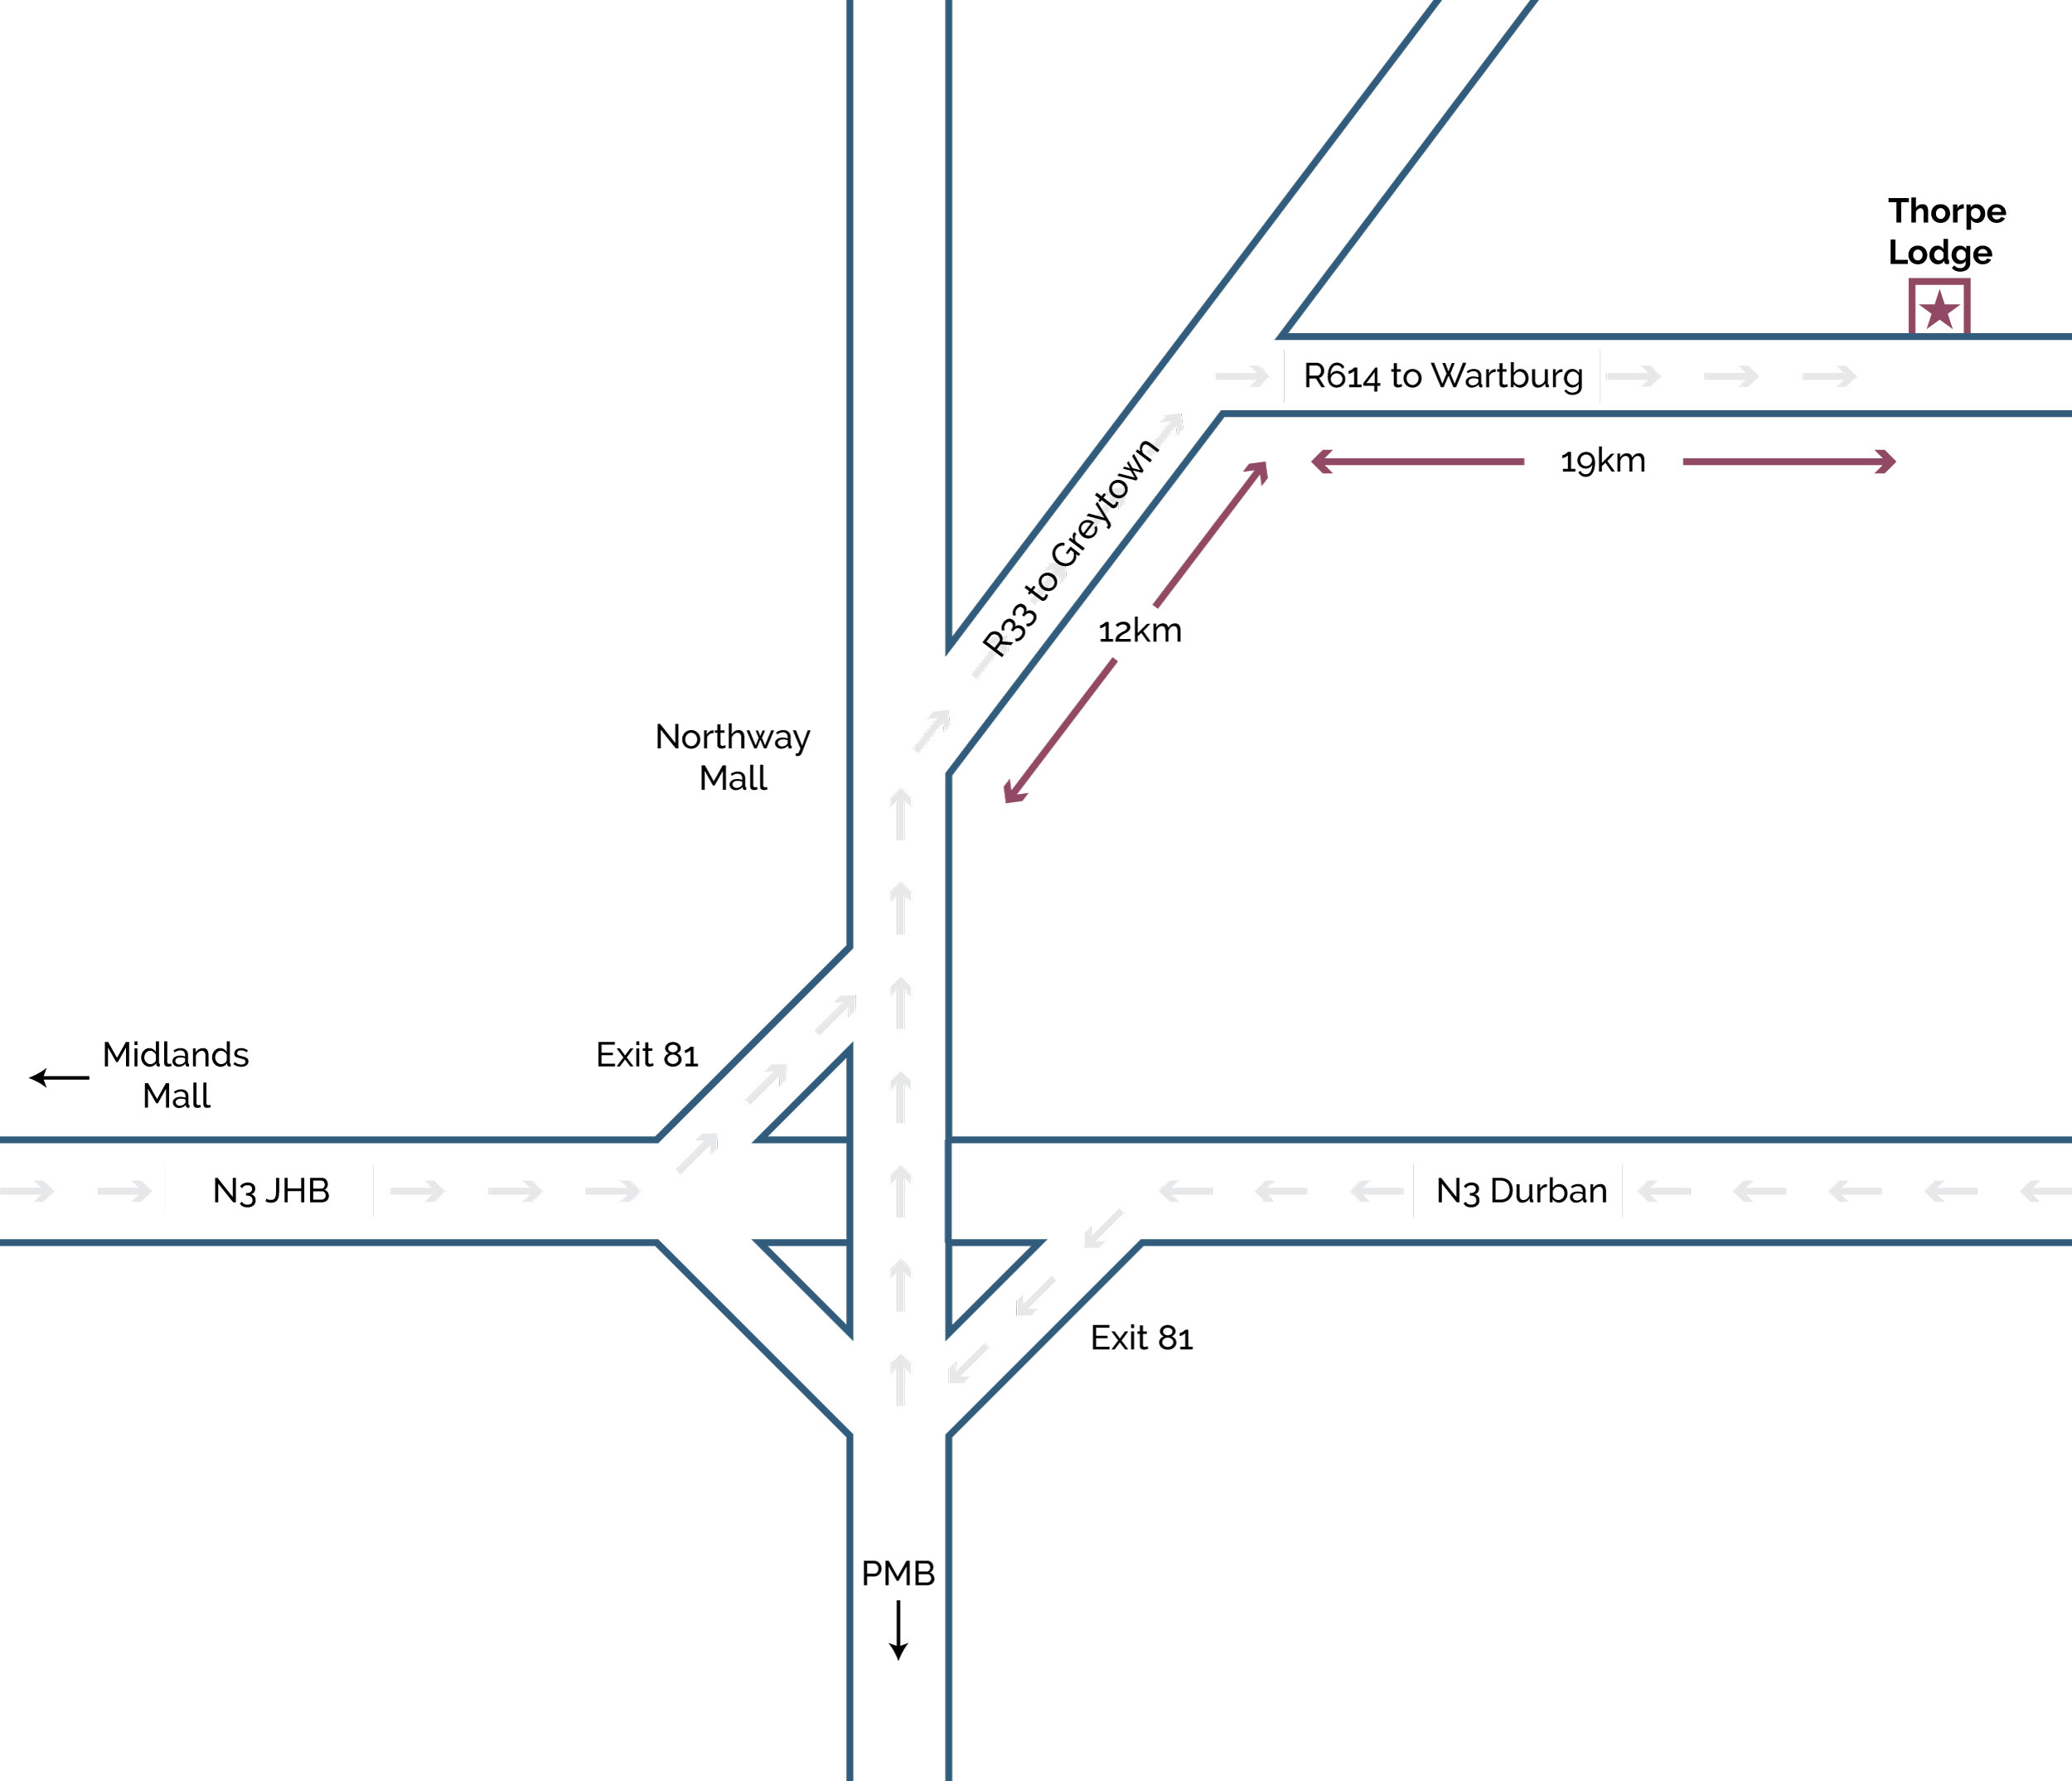 Thorpe
Lodge
R614 to Wartburg
19km
R33 to Greytown
12km
Northway
Mall
Midlands
Mall
Exit 81
N3 JHB
N3 Durban
Exit 81
PMB